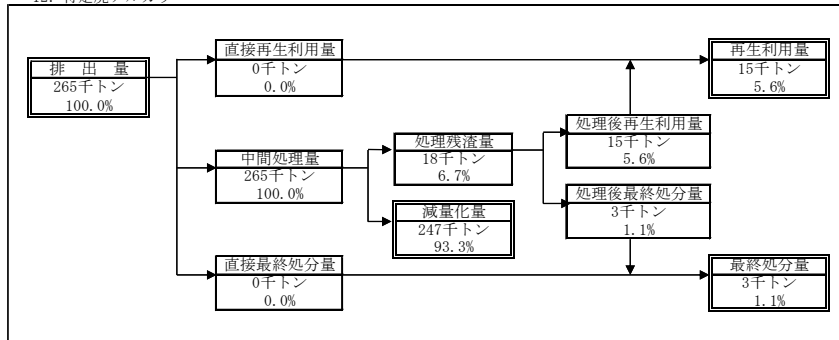 直接再生利用量
0千トン
0.0%
再生利用量
15千トン
5.6%
排 出 量
265千トン
100.0%
処理後再生利用量
15千トン
5.6%
処理残渣量
18千トン
6.7%
中間処理量
265千トン
100.0%
処理後最終処分量
3千トン
1.1%
減量化量
247千トン
93.3%
直接最終処分量
0千トン
0.0%
最終処分量
3千トン
1.1%